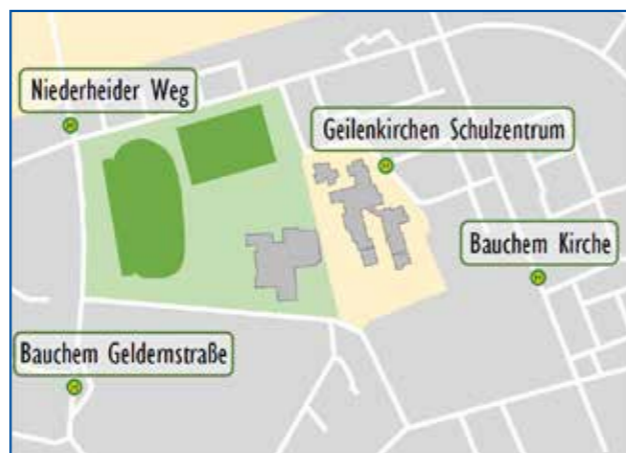 Niederheider Weg
Geilenkirchen Schulzentrum
Bauchem Kirche
Bauchem Geldernstraße